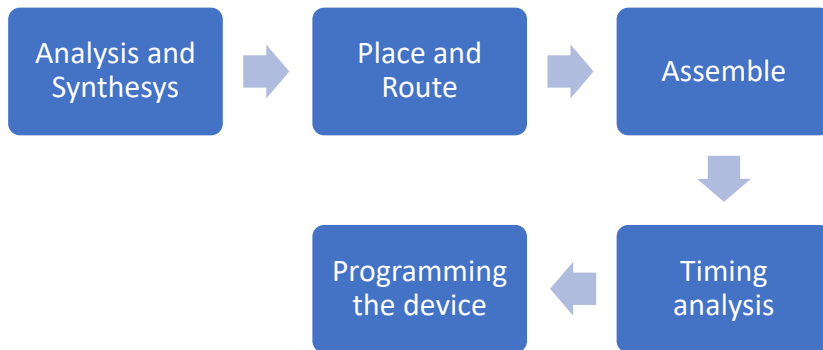 Analysis and
Synthesys
Place and
Route
Assemble
Timing
analysis
Programming
the device